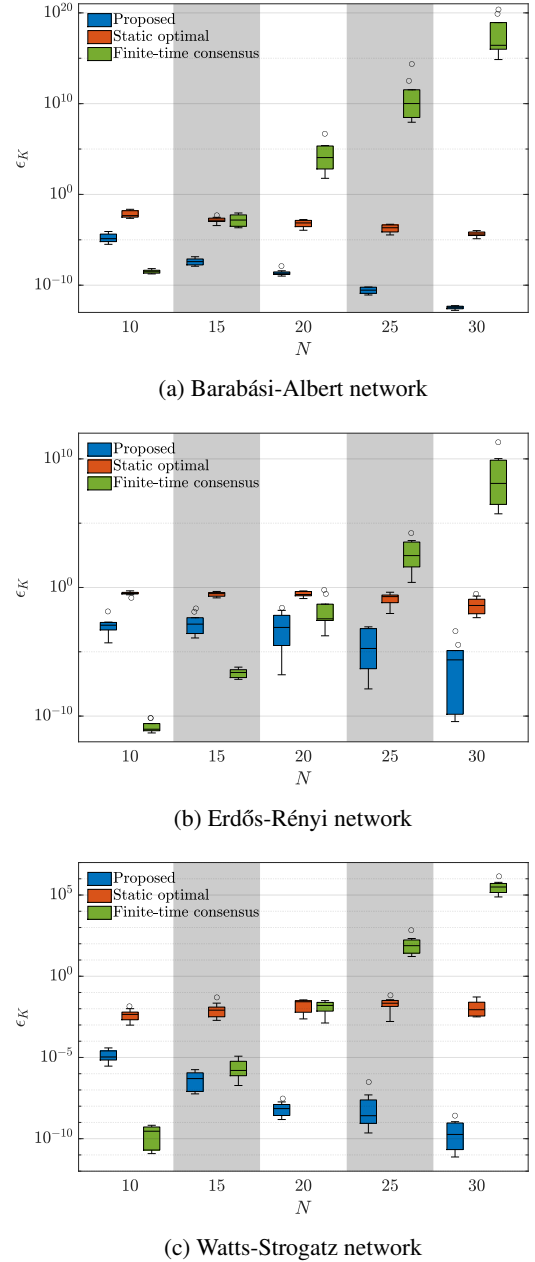 10^20
Proposed
Static optimal
Finite-time consensus
10^10
ϵ_K
10^0
10^-10
10 15 20 25 30
N
(a) Barabási-Albert network
10^10
Proposed
Static optimal
Finite-time consensus
ϵ_K
10^0
10^-10
10 15 20 25 30
N
(b) Erdős-Rényi network
Proposed
10^5
Static optimal
Finite-time consensus
10^0
ϵ_K
10^-5
10^-10
10 15 20 25 30
N
(c) Watts-Strogatz network